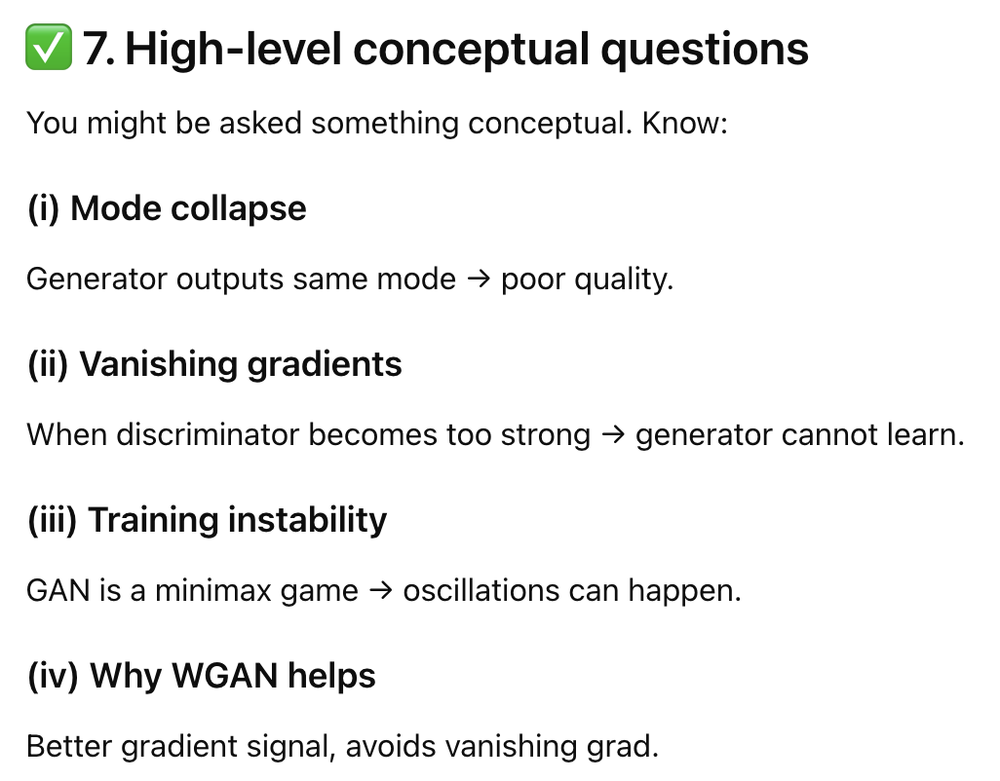 ✅ 7. High-level conceptual questions
You might be asked something conceptual. Know:
(i) Mode collapse
Generator outputs same mode → poor quality.
(ii) Vanishing gradients
When discriminator becomes too strong → generator cannot learn.
(iii) Training instability
GAN is a minimax game → oscillations can happen.
(iv) Why WGAN helps
Better gradient signal, avoids vanishing grad.